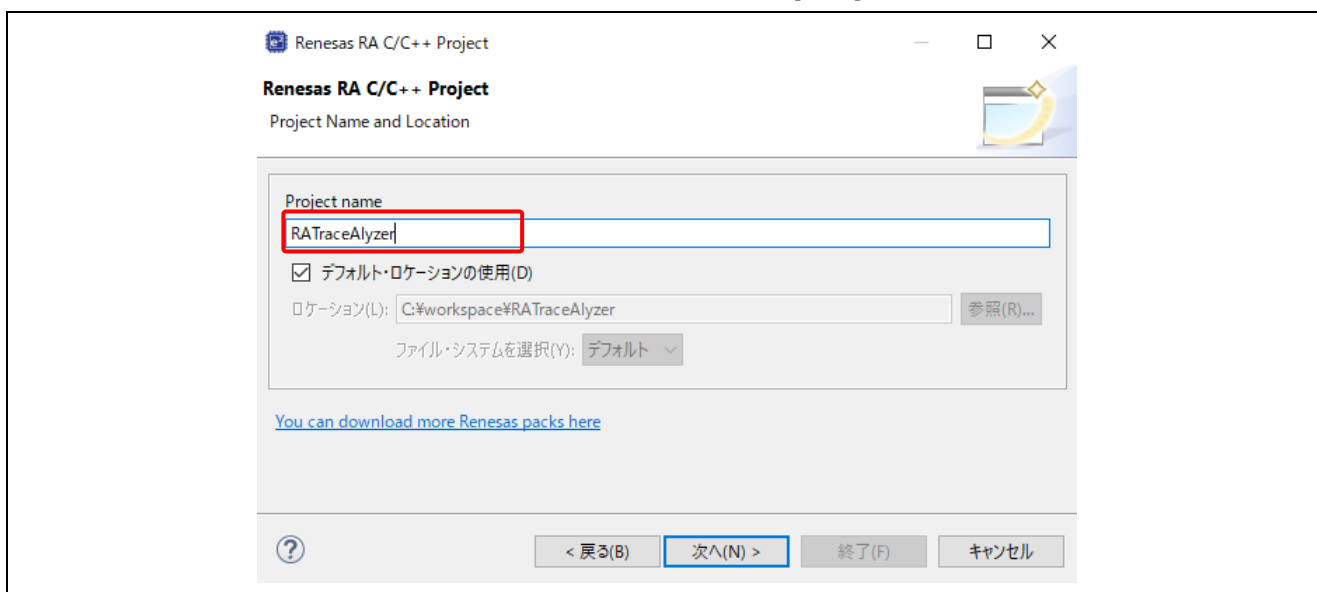 Renesas RA C/C++ Project
Renesas RA C/C++ Project
Project Name and Location
Project name
RATraceAlyzer
デフォルト・ロケーションの使用(D)
ロケーション(L): C:¥workspace¥RATraceAlyzer 参照(R)...
ファイル・システムを選択(Y): デフォルト
You can download more Renesas packs here
? < 戻る(B) 次へ(N) > 終了(F) キャンセル